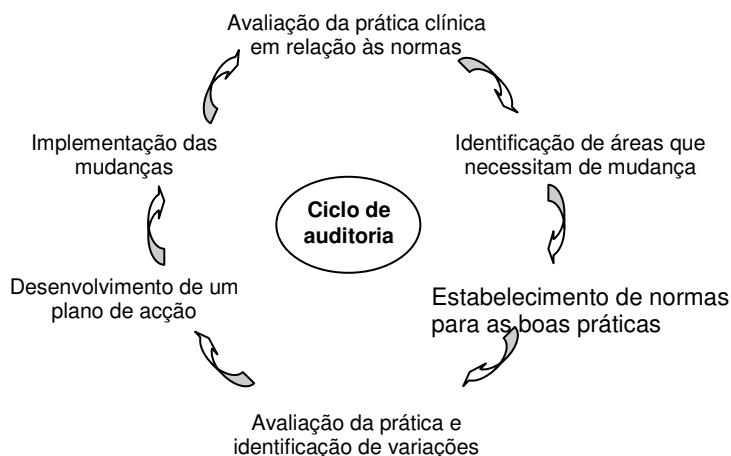 Avaliação da prática clínica
em relação às normas
Identificação de áreas que
necessitam de mudança
Estabelecimento de normas
para as boas práticas
Avaliação da prática e
identificação de variações
Desenvolvimento de um
plano de acção
Implementação das
mudanças
Ciclo de
auditoria